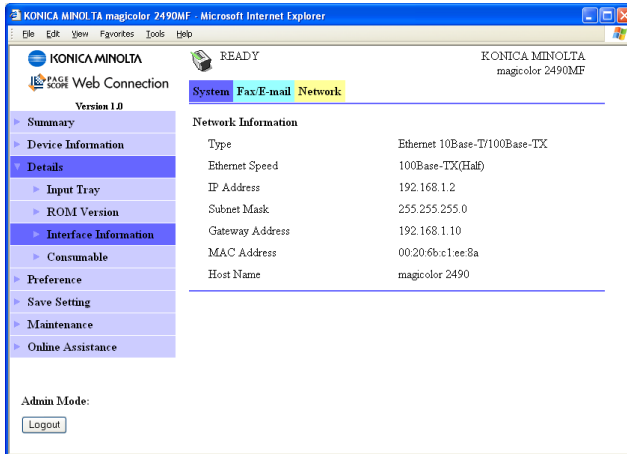 KONICA MINOLTA magicolor 2490MF - Microsoft Internet Explorer
File Edit View Favorites Tools Help
KONICA MINOLTA
PAGE SCOPE Web Connection
Version 1.0
READY
KONICA MINOLTA
magicolor 2490MF
System Fax/E-mail Network
Summary
Device Information
Details
Input Tray
ROM Version
Interface Information
Consumable
Preference
Save Setting
Maintenance
Online Assistance
Admin Mode:
Logout
Network Information
Type Ethernet 10Base-T/100Base-TX
Ethernet Speed 100Base-TX(Half)
IP Address 192.168.1.2
Subnet Mask 255.255.255.0
Gateway Address 192.168.1.10
MAC Address 00:20:6b:c1:ee:8a
Host Name magicolor 2490